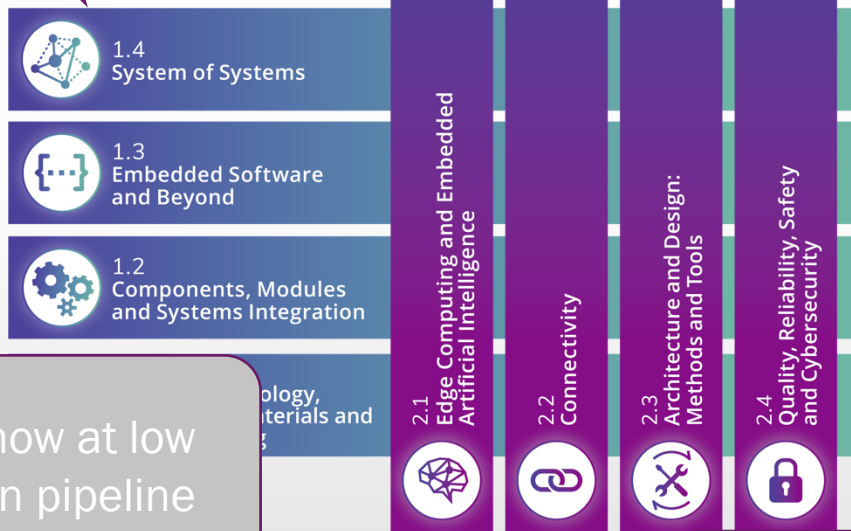 1.4
System of Systems
1.3
Embedded Software
and Beyond
1.2
Components, Modules
and Systems Integration
ology,
terials and
now at low
n pipeline
2.1
Edge Computing and Embedded
Artificial Intelligence
2.2
Connectivity
2.3
Architecture and Design:
Methods and Tools
2.4
Quality, Reliability, Safety
and Cybersecurity